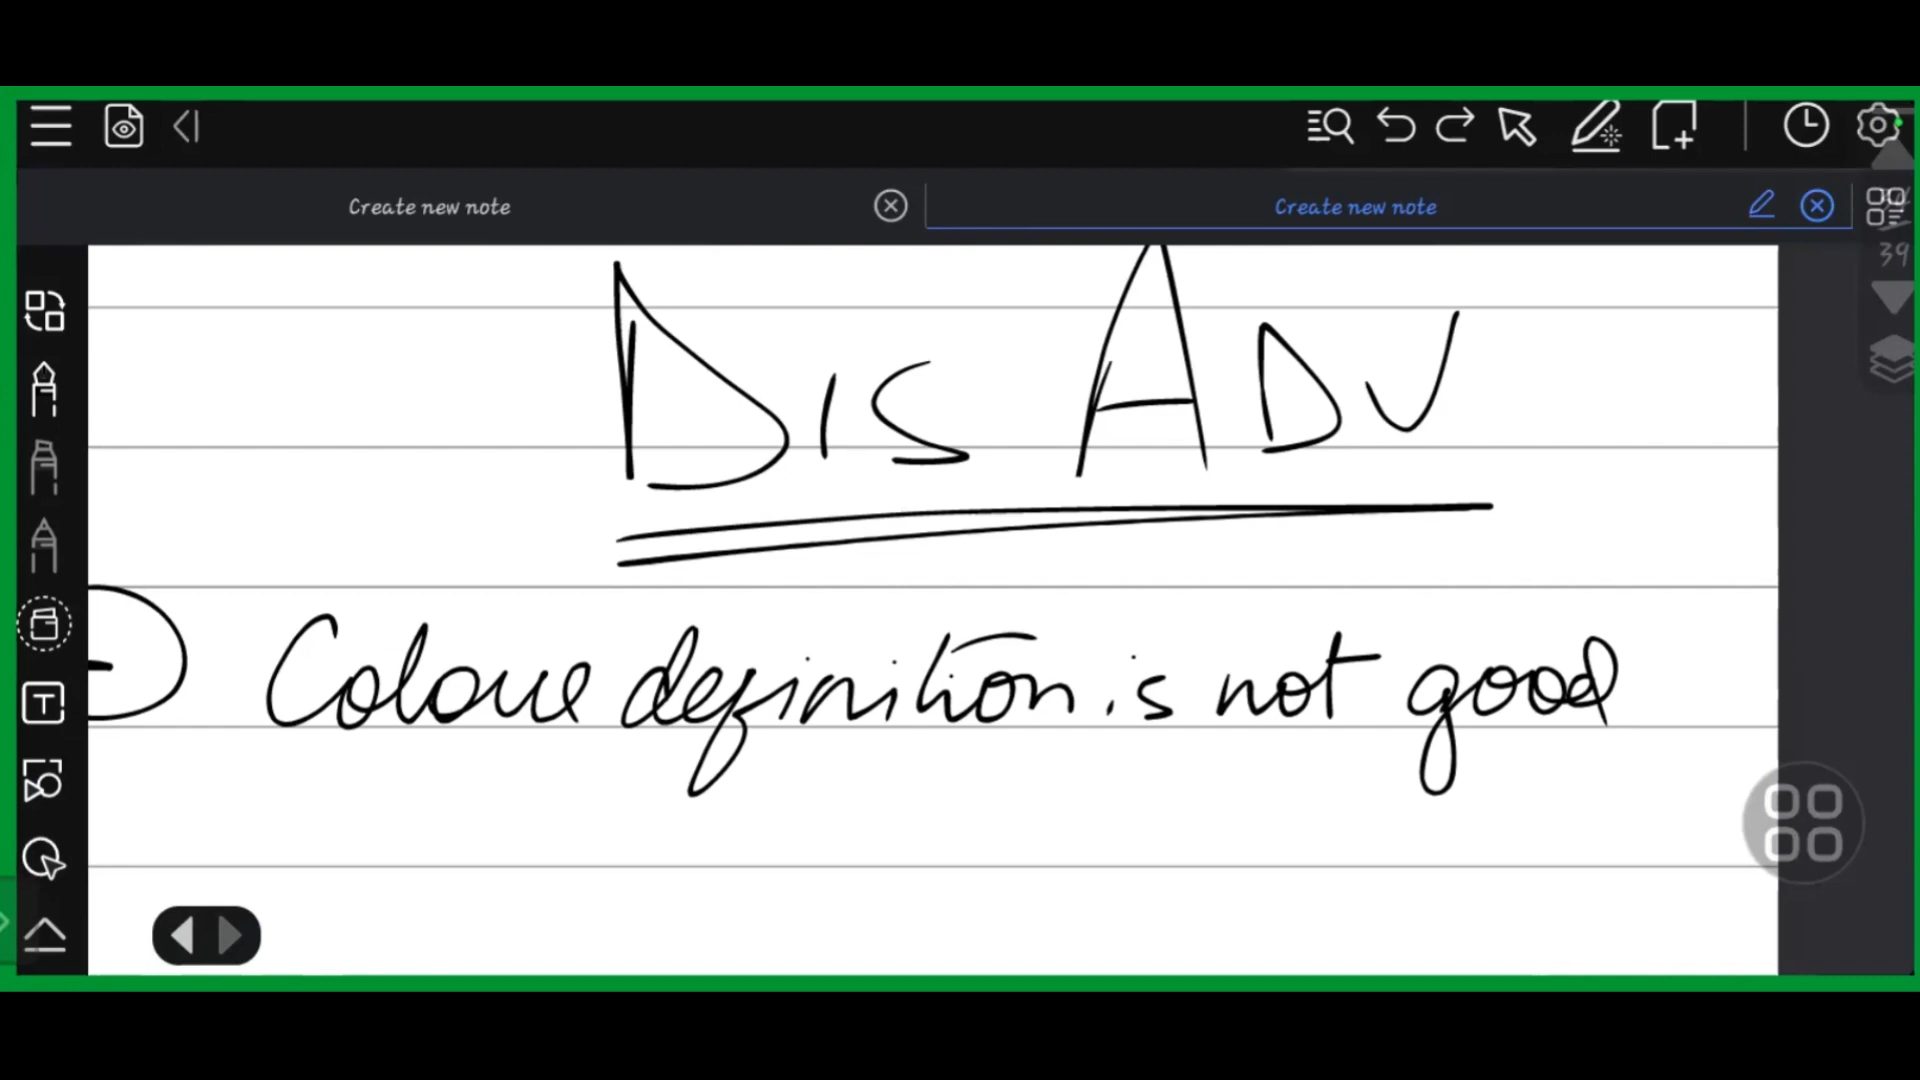 Create new note
Create new note
39
Dis Adv
Colour definition is not good
T